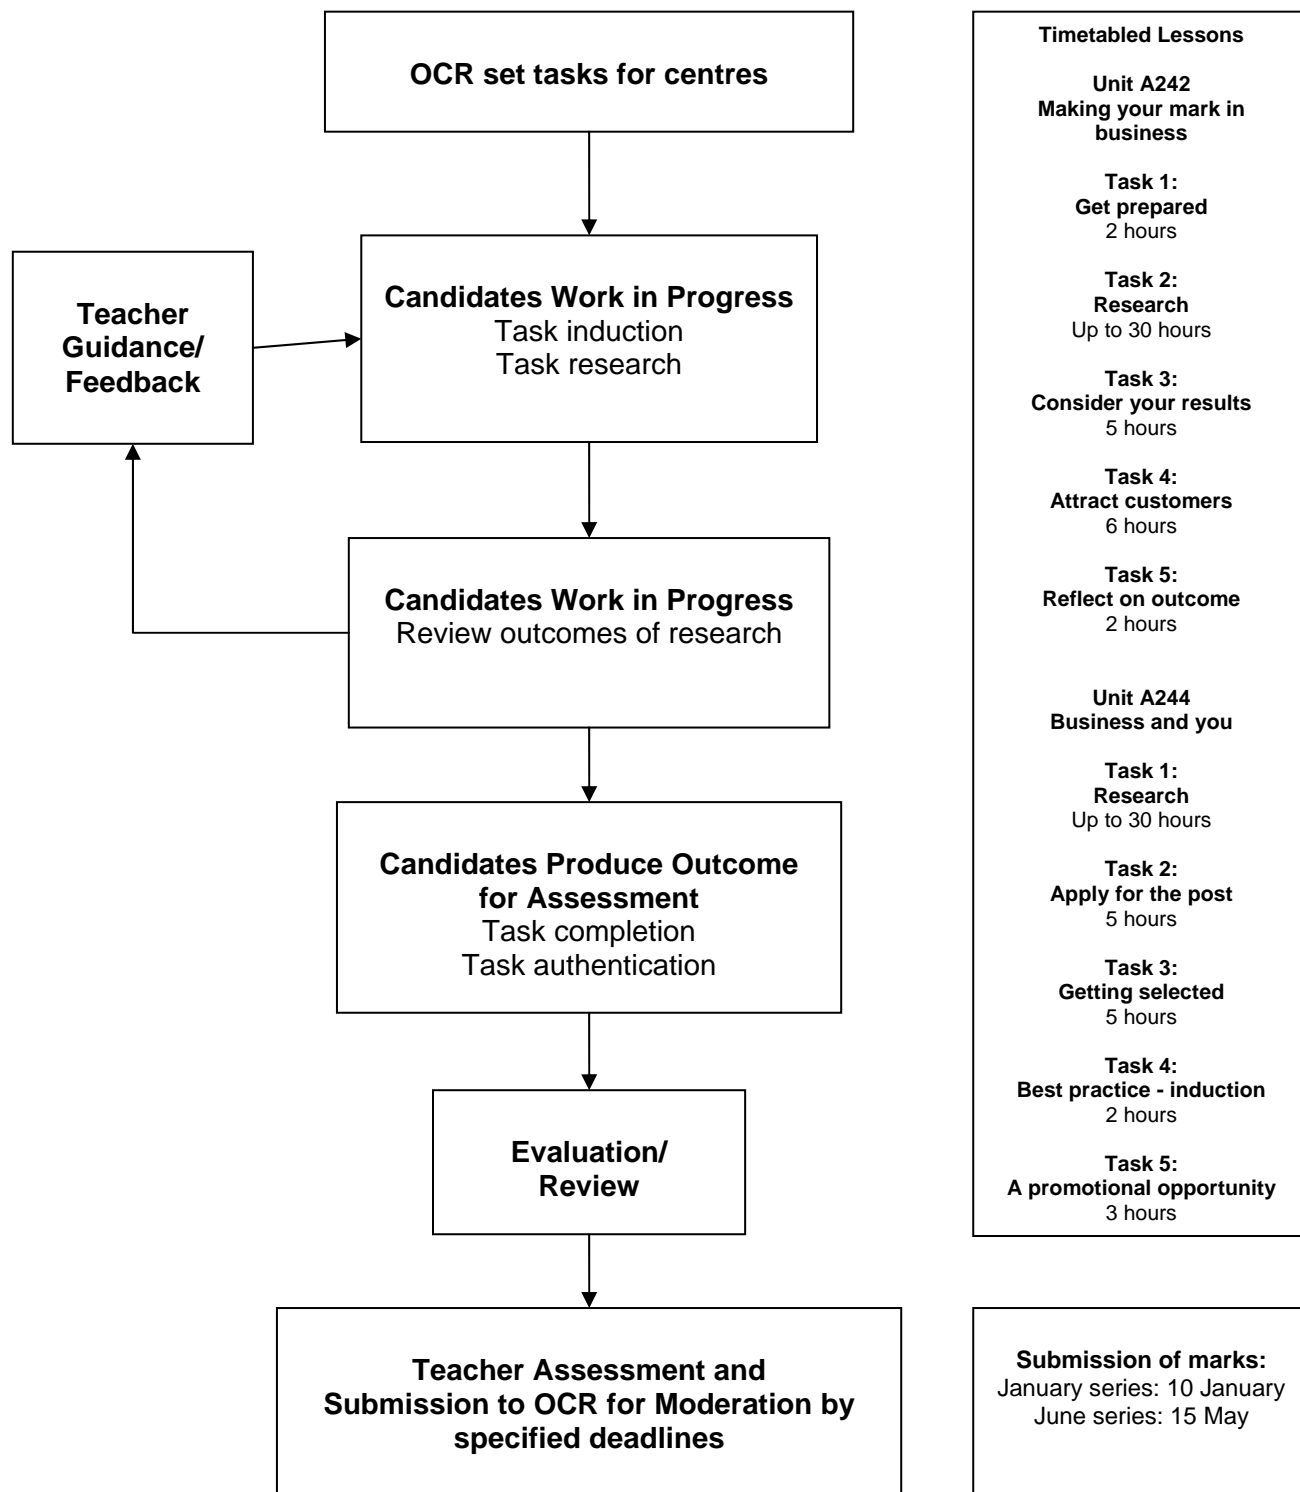 OCR set tasks for centres
Teacher
Guidance/
Feedback
Candidates Work in Progress
Task induction
Task research
Candidates Work in Progress
Review outcomes of research
Candidates Produce Outcome
for Assessment
Task completion
Task authentication
Evaluation/
Review
Teacher Assessment and
Submission to OCR for Moderation by
specified deadlines
Timetabled Lessons
Unit A242
Making your mark in
business
Task 1:
Get prepared
2 hours
Task 2:
Research
Up to 30 hours
Task 3:
Consider your results
5 hours
Task 4:
Attract customers
6 hours
Task 5:
Reflect on outcome
2 hours
Unit A244
Business and you
Task 1:
Research
Up to 30 hours
Task 2:
Apply for the post
5 hours
Task 3:
Getting selected
5 hours
Task 4:
Best practice - induction
2 hours
Task 5:
A promotional opportunity
3 hours
Submission of marks:
January series: 10 January
June series: 15 May